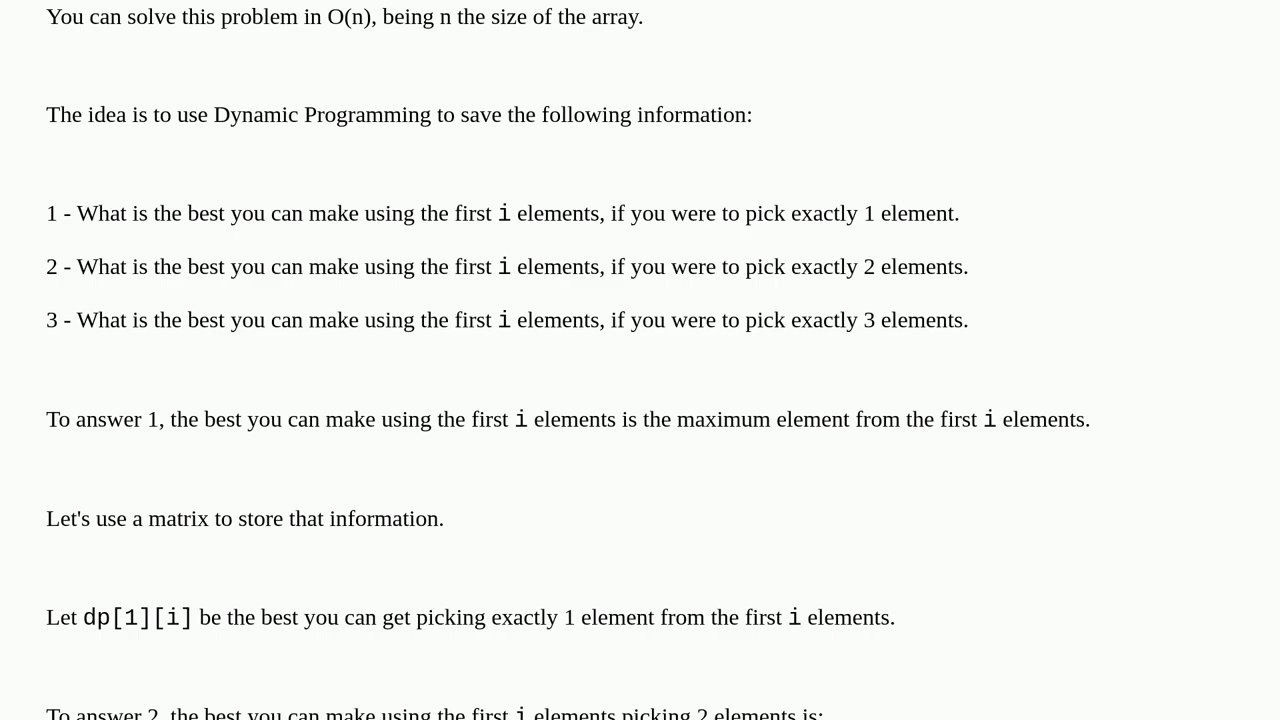 You can solve this problem in O(n), being n the size of the array.
The idea is to use Dynamic Programming to save the following information:
1 - What is the best you can make using the first i elements, if you were to pick exactly 1 element.
2 - What is the best you can make using the first i elements, if you were to pick exactly 2 elements.
3 - What is the best you can make using the first i elements, if you were to pick exactly 3 elements.
To answer 1, the best you can make using the first i elements is the maximum element from the first i elements.
Let's use a matrix to store that information.
Let dp[1][i] be the best you can get picking exactly 1 element from the first i elements.
To answer 2, the best you can make using the first i elements picking 2 elements is: